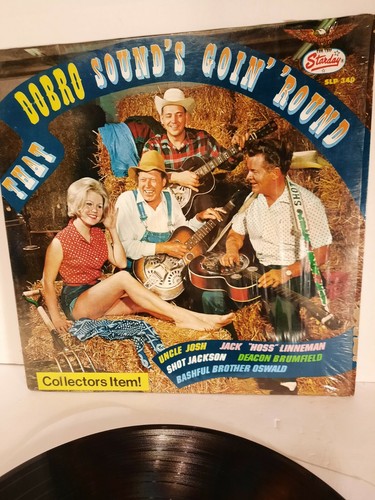 THAT DOBRO SOUND'S GOIN' 'ROUND
Starday
SLP-340
SHOT
UNCLE JOSH JACK "HOSS" LINNEMAN
SHOT JACKSON DEACON BRUMFIELD
BASHFUL BROTHER OSWALD
Collectors Item!